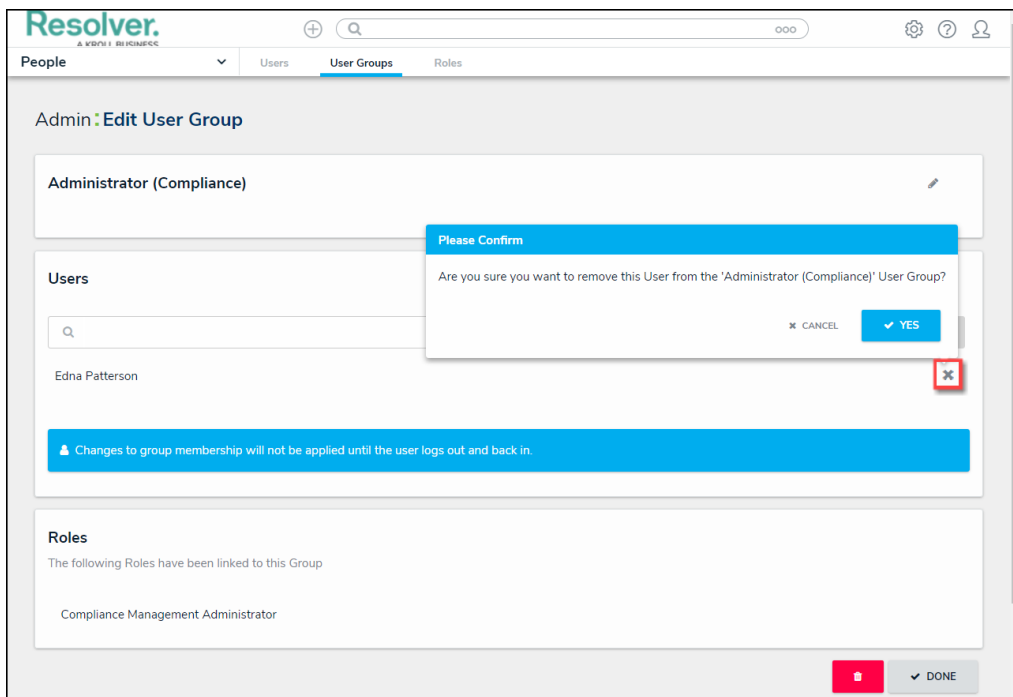 Resolver.
A KROLL BUSINESS
People
Users
User Groups
Roles
Admin:Edit User Group
Administrator (Compliance)
Please Confirm
Are you sure you want to remove this User from the 'Administrator (Compliance)' User Group?
CANCEL
YES
Users
Edna Patterson
Changes to group membership will not be applied until the user logs out and back in.
Roles
The following Roles have been linked to this Group
Compliance Management Administrator
DONE